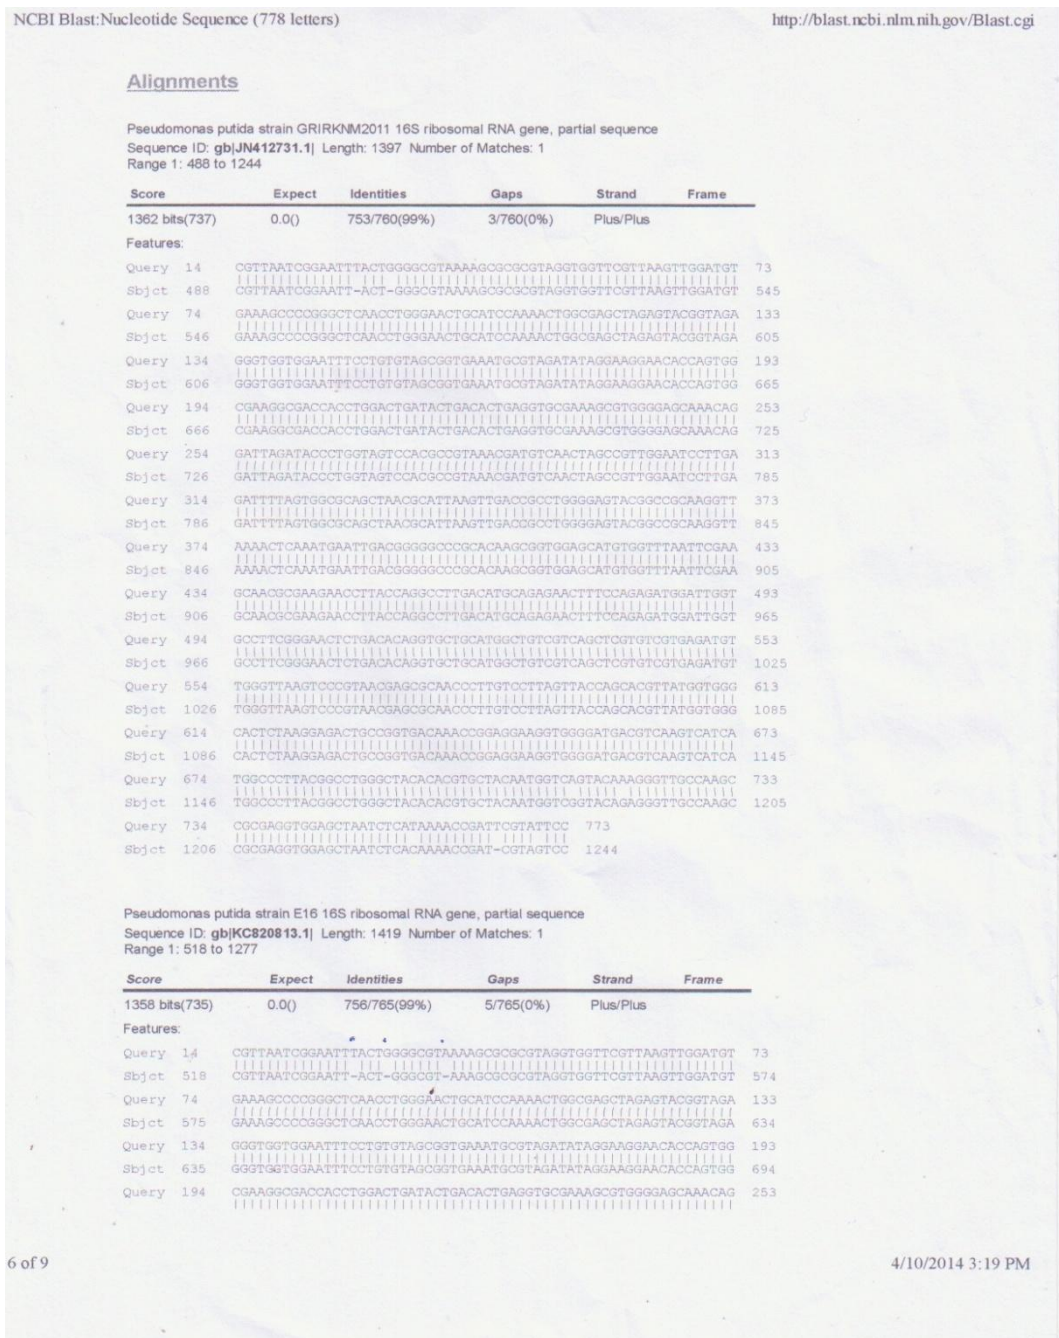 NCBI Blast:Nucleotide Sequence (778 letters) http://blast.ncbi.nlm.nih.gov/Blast.cgi
Alignments
Pseudomonas putida strain GRIRKNM2011 16S ribosomal RNA gene, partial sequence
Sequence ID: gb|JN412731.1| Length: 1397 Number of Matches: 1
Range 1: 488 to 1244
Score Expect Identities Gaps Strand Frame
1362 bits(737) 0.0() 753/760(99%) 3/760(0%) Plus/Plus
Features:
Query 14 CGTTAATCGGAATTTACTGGGGCGTAAAAGCGCGCGTAGGTGGTTCGTTAAGTTGGATGT 73
Sbjct 488 CGTTAATCGGAATT-ACT-GGGCGTAAAAGCGCGCGTAGGTGGTTCGTTAAGTTGGATGT 545
Query 74 GAAAGCCCCGGGCTCAACCTGGGAACTGCATCCAAAACTGGCGAGCTAGAGTACGGTAGA 133
Sbjct 546 GAAAGCCCCGGGCTCAACCTGGGAACTGCATCCAAAACTGGCGAGCTAGAGTACGGTAGA 605
Query 134 GGGTGGTGGAATTTCCTGTGTAGCGGTGAAATGCGTAGATATAGGAAGGAACACCAGTGG 193
Sbjct 606 GGGTGGTGGAATTTCCTGTGTAGCGGTGAAATGCGTAGATATAGGAAGGAACACCAGTGG 665
Query 194 CGAAGGCGACCACCTGGACTGATACTGACACTGAGGTGCGAAAGCGTGGGGAGCAAACAG 253
Sbjct 666 CGAAGGCGACCACCTGGACTGATACTGACACTGAGGTGCGAAAGCGTGGGGAGCAAACAG 725
Query 254 GATTAGATACCCTGGTAGTCCACGCCGTAAACGATGTCAACTAGCCGTTGGAATCCTTGA 313
Sbjct 726 GATTAGATACCCTGGTAGTCCACGCCGTAAACGATGTCAACTAGCCGTTGGAATCCTTGA 785
Query 314 GATTTTAGTGGCGCAGCTAACGCATTAAGTTGACCGCCTGGGGAGTACGGCCGCAAGGTT 373
Sbjct 786 GATTTTAGTGGCGCAGCTAACGCATTAAGTTGACCGCCTGGGGAGTACGGCCGCAAGGTT 845
Query 374 AAAACTCAAATGAATTGACGGGGGCCCGCACAAGCGGTGGAGCATGTGGTTTAATTCGAA 433
Sbjct 846 AAAACTCAAATGAATTGACGGGGGCCCGCACAAGCGGTGGAGCATGTGGTTTAATTCGAA 905
Query 434 GCAACGCGAAGAACCTTACCAGGCCTTGACATGCAGAGAACTTTCCAGAGATGGATTGGT 493
Sbjct 906 GCAACGCGAAGAACCTTACCAGGCCTTGACATGCAGAGAACTTTCCAGAGATGGATTGGT 965
Query 494 GCCTTCGGGAACTCTGACACAGGTGCTGCATGGCTGTCGTCAGCTCGTGTCGTGAGATGT 553
Sbjct 966 GCCTTCGGGAACTCTGACACAGGTGCTGCATGGCTGTCGTCAGCTCGTGTCGTGAGATGT 1025
Query 554 TGGGTTAAGTCCCGTAACGAGCGCAACCCTTGTCCTTAGTTACCAGCACGTTATGGTGGG 613
Sbjct 1026 TGGGTTAAGTCCCGTAACGAGCGCAACCCTTGTCCTTAGTTACCAGCACGTTATGGTGGG 1085
Query 614 CACTCTAAGGAGACTGCCGGTGACAAACCGGAGGAAGGTGGGGATGACGTCAAGTCATCA 673
Sbjct 1086 CACTCTAAGGAGACTGCCGGTGACAAACCGGAGGAAGGTGGGGATGACGTCAAGTCATCA 1145
Query 674 TGGCCCTTACGGCCTGGGCTACACACGTGCTACAATGGTCAGTACAAAGGGTTGCCAAGC 733
Sbjct 1146 TGGCCCTTACGGCCTGGGCTACACACGTGCTACAATGGTCGGTACAGAGGGTTGCCAAGC 1205
Query 734 CGCGAGGTGGAGCTAATCTCATAAAACCGATTCGTATTCC 773
Sbjct 1206 CGCGAGGTGGAGCTAATCTCACAAAACCGAT-CGTAGTCC 1244
Pseudomonas putida strain E16 16S ribosomal RNA gene, partial sequence
Sequence ID: gb|KC820813.1| Length: 1419 Number of Matches: 1
Range 1: 518 to 1277
Score Expect Identities Gaps Strand Frame
1358 bits(735) 0.0() 756/765(99%) 5/765(0%) Plus/Plus
Features:
Query 14 CGTTAATCGGAATTTACTGGGGCGTAAAAGCGCGCGTAGGTGGTTCGTTAAGTTGGATGT 73
Sbjct 518 CGTTAATCGGAATT-ACT-GGGCGT-AAAGCGCGCGTAGGTGGTTCGTTAAGTTGGATGT 574
Query 74 GAAAGCCCCGGGCTCAACCTGGGAACTGCATCCAAAACTGGCGAGCTAGAGTACGGTAGA 133
Sbjct 575 GAAAGCCCCGGGCTCAACCTGGGAACTGCATCCAAAACTGGCGAGCTAGAGTACGGTAGA 634
Query 134 GGGTGGTGGAATTTCCTGTGTAGCGGTGAAATGCGTAGATATAGGAAGGAACACCAGTGG 193
Sbjct 635 GGGTGGTGGAATTTCCTGTGTAGCGGTGAAATGCGTAGATATAGGAAGGAACACCAGTGG 694
Query 194 CGAAGGCGACCACCTGGACTGATACTGACACTGAGGTGCGAAAGCGTGGGGAGCAAACAG 253
6 of 9 4/10/2014 3:19 PM